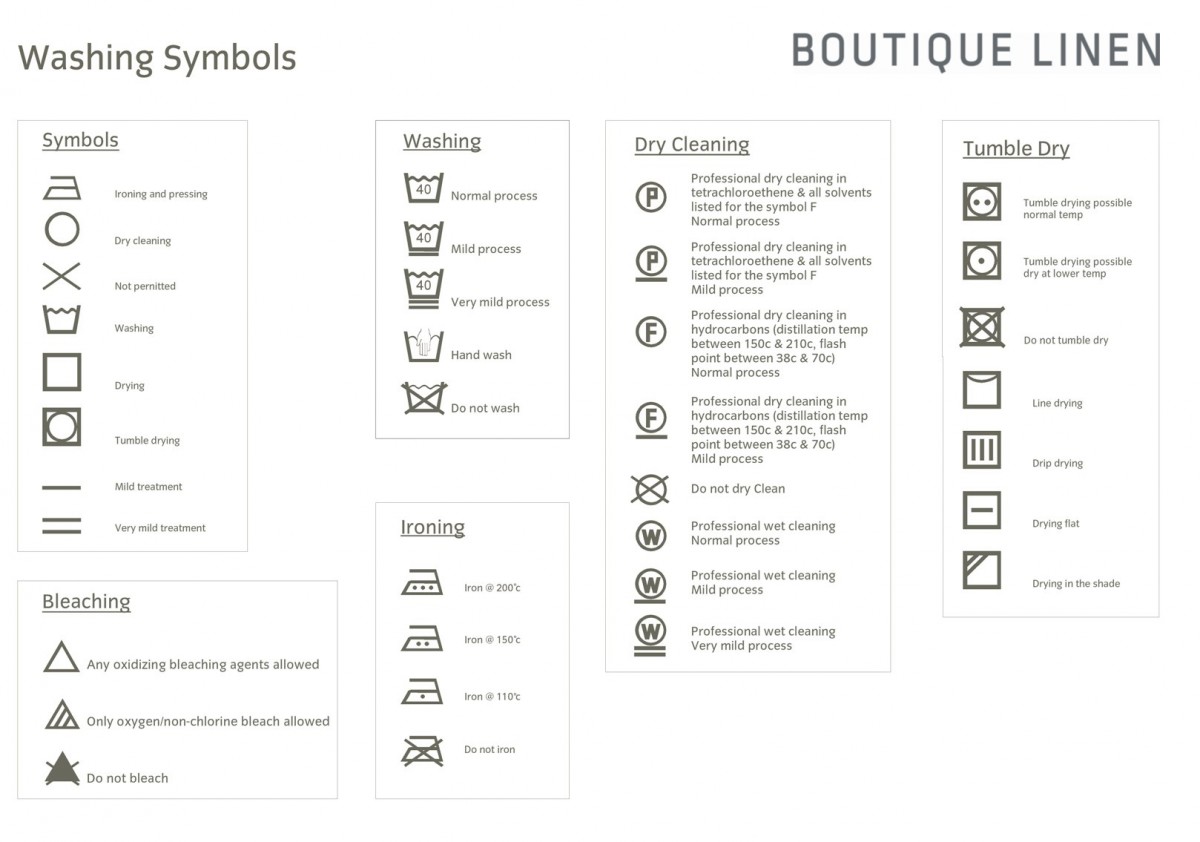 Washing Symbols
BOUTIQUE LINEN
Symbols
Ironing and pressing
Dry cleaning
Not pernitted
Washing
Drying
Tumble drying
Mild treatment
Very mild treatment
Bleaching
Any oxidizing bleaching agents allowed
Only oxygen/non-chlorine bleach allowed
Do not bleach
Washing
40 Normal process
40 Mild process
40 Very mild process
Hand wash
Do not wash
Ironing
Iron @ 200°c
Iron @ 150°c
Iron @ 110°c
Do not iron
Dry Cleaning
P
Professional dry cleaning in
tetrachloroethene & all solvents
listed for the symbol F
Normal process
P
Professional dry cleaning in
tetrachloroethene & all solvents
listed for the symbol F
Mild process
F
Professional dry cleaning in
hydrocarbons (distillation temp
between 150c & 210c, flash
point between 38c & 70c)
Normal process
F
Professional dry cleaning in
hydrocarbons (distillation temp
between 150c & 210c, flash
point between 38c & 70c)
Mild process
Do not dry Clean
W
Professional wet cleaning
Normal process
W
Professional wet cleaning
Mild process
W
Professional wet cleaning
Very mild process
Tumble Dry
Tumble drying possible
normal temp
Tumble drying possible
dry at lower temp
Do not tumble dry
Line drying
Drip drying
Drying flat
Drying in the shade